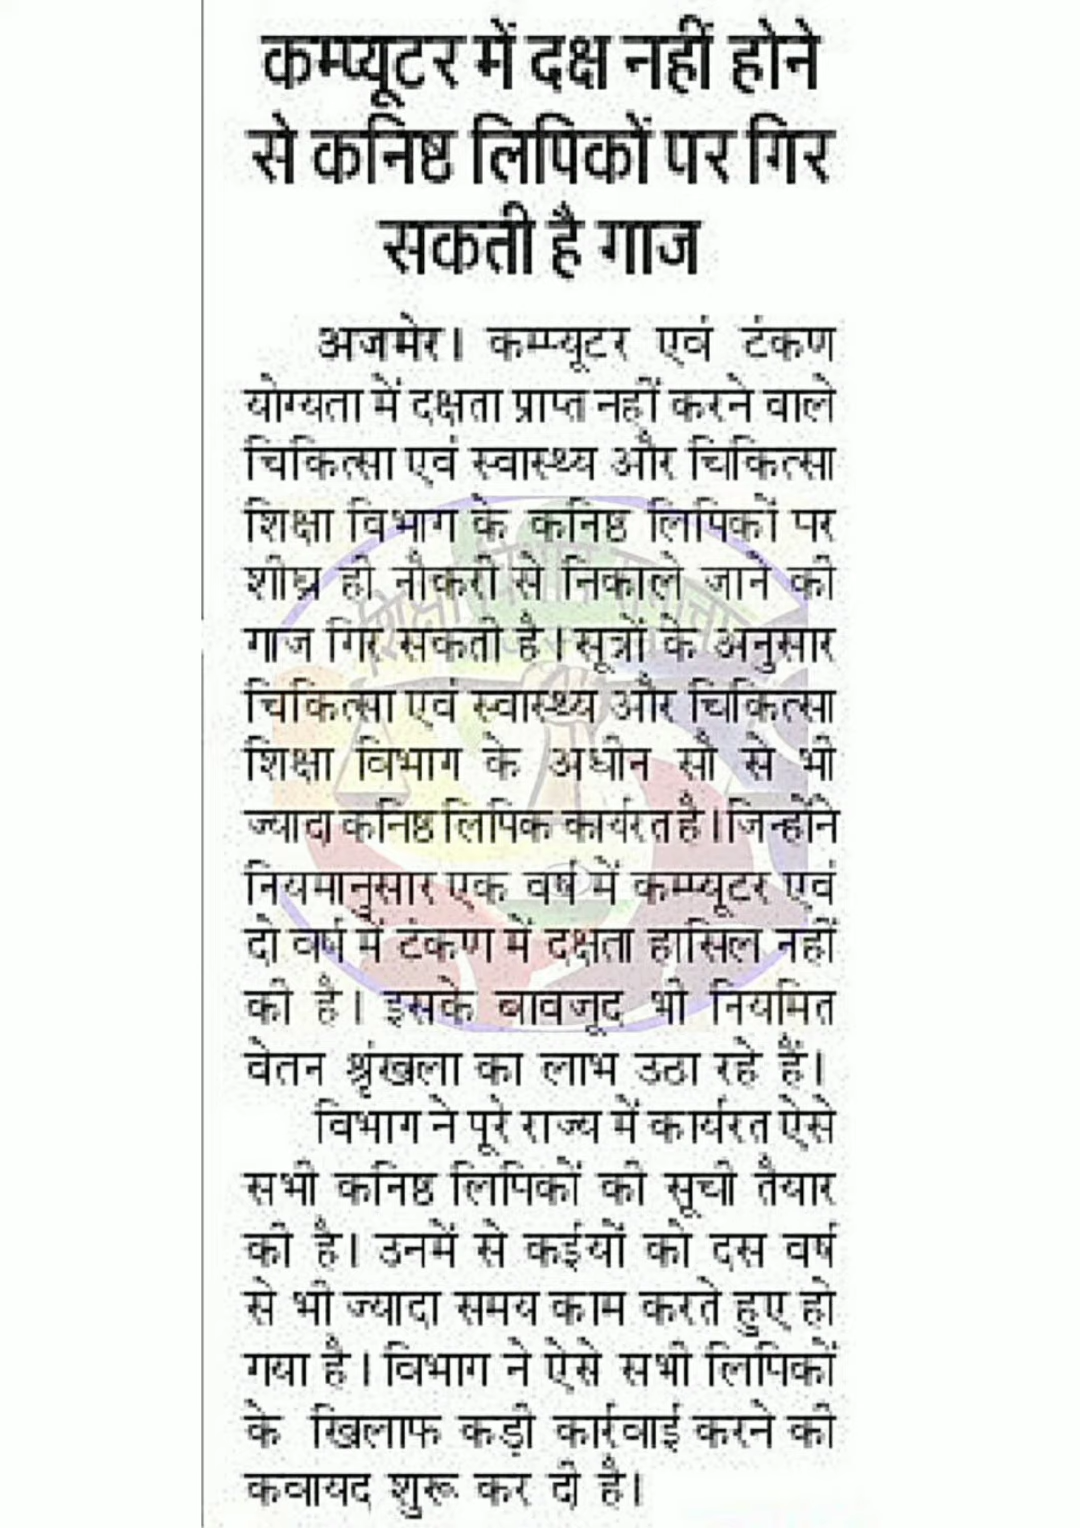 कम्प्यूटर में दक्ष नहीं होने
से कनिष्ठ लिपिकों पर गिर
सकती है गाज
अजमेर। कम्प्यूटर एवं टंकण
योग्यता में दक्षता प्राप्त नहीं करने वाले
चिकित्सा एवं स्वास्थ्य और चिकित्सा
शिक्षा विभाग के कनिष्ठ लिपिकों पर
शीघ्र ही नौकरी से निकाले जाने की
गाज गिर सकती है। सूत्रों के अनुसार
चिकित्सा एवं स्वास्थ्य और चिकित्सा
शिक्षा विभाग के अधीन सौ से भी
ज्यादा कनिष्ठ लिपिक कार्यरत है। जिन्होंने
नियमानुसार एक वर्ष में कम्प्यूटर एवं
दो वर्ष में टंकण में दक्षता हासिल नहीं
की है। इसके बावजूद भी नियमित
वेतन श्रृंखला का लाभ उठा रहे हैं।
विभाग ने पूरे राज्य में कार्यरत ऐसे
सभी कनिष्ठ लिपिकों की सूची तैयार
की है। उनमें से कईयों को दस वर्ष
से भी ज्यादा समय काम करते हुए हो
गया है। विभाग ने ऐसे सभी लिपिकों
के खिलाफ कड़ी कार्रवाई करने की
कवायद शुरू कर दी है।